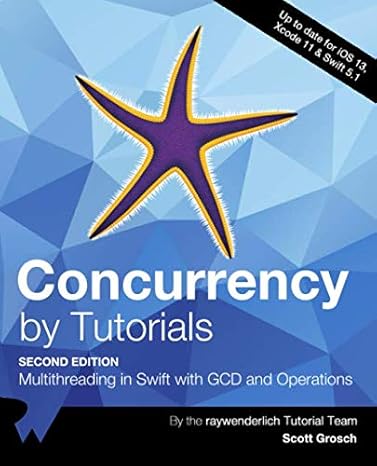 Up to date for iOS 13,
Xcode 11 & Swift 5.1
Concurrency
by Tutorials
SECOND EDITION
Multithreading in Swift with GCD and Operations
By the raywenderlich Tutorial Team
Scott Grosch